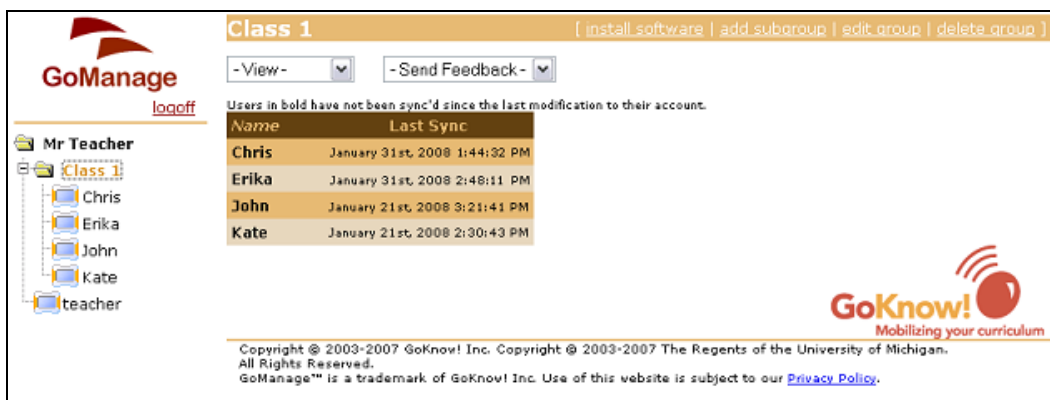 GoManage
logoff
Mr Teacher
Class 1
Chris
Erika
John
Kate
teacher
Class 1 [ install software | add subgroup | edit group | delete group ]
-View- -Send Feedback-
Users in bold have not been sync'd since the last modification to their account.
Name Last Sync
Chris January 31st, 2008 1:44:32 PM
Erika January 31st, 2008 2:48:11 PM
John January 21st, 2008 3:21:41 PM
Kate January 21st, 2008 2:30:43 PM
GoKnow!
Mobilizing your curriculum
Copyright © 2003-2007 GoKnow! Inc. Copyright © 2003-2007 The Regents of the University of Michigan.
All Rights Reserved.
GoManage™ is a trademark of GoKnow! Inc. Use of this website is subject to our Privacy Policy.